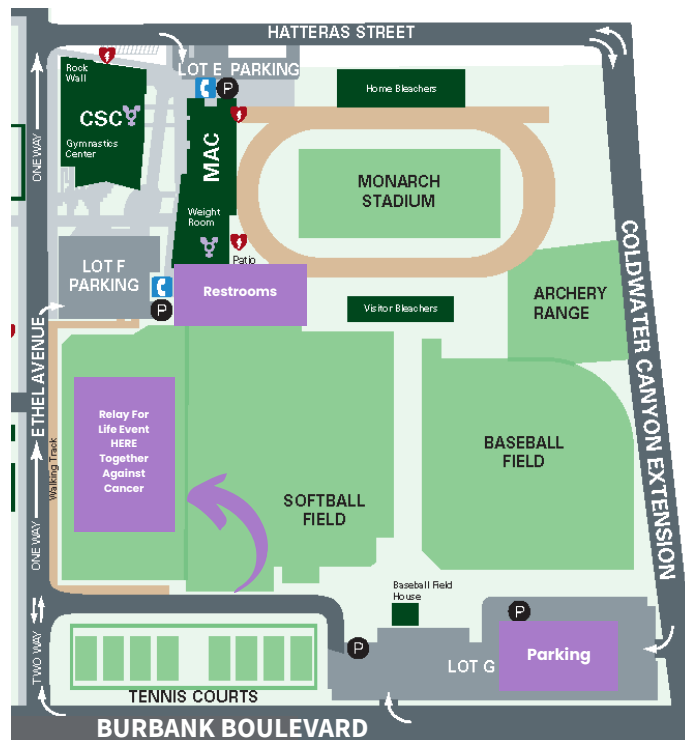 HATTERAS STREET
Rock
Wall
CSC
Gymnastics
Center
LOT E PARKING
P
Home Bleachers
MAC
Weight
Room
Patio
MONARCH
STADIUM
ONE WAY
LOT F
PARKING
P
Restrooms
Visitor Bleachers
ARCHERY
RANGE
COLDWATER CANYON EXTENSION
ETHEL AVENUE
Walking Track
Relay For
Life Event
HERE
Together
Against
Cancer
SOFTBALL
FIELD
BASEBALL
FIELD
ONE WAY
Baseball Field
House
P
P
TWO WAY
LOT G
Parking
TENNIS COURTS
BURBANK BOULEVARD